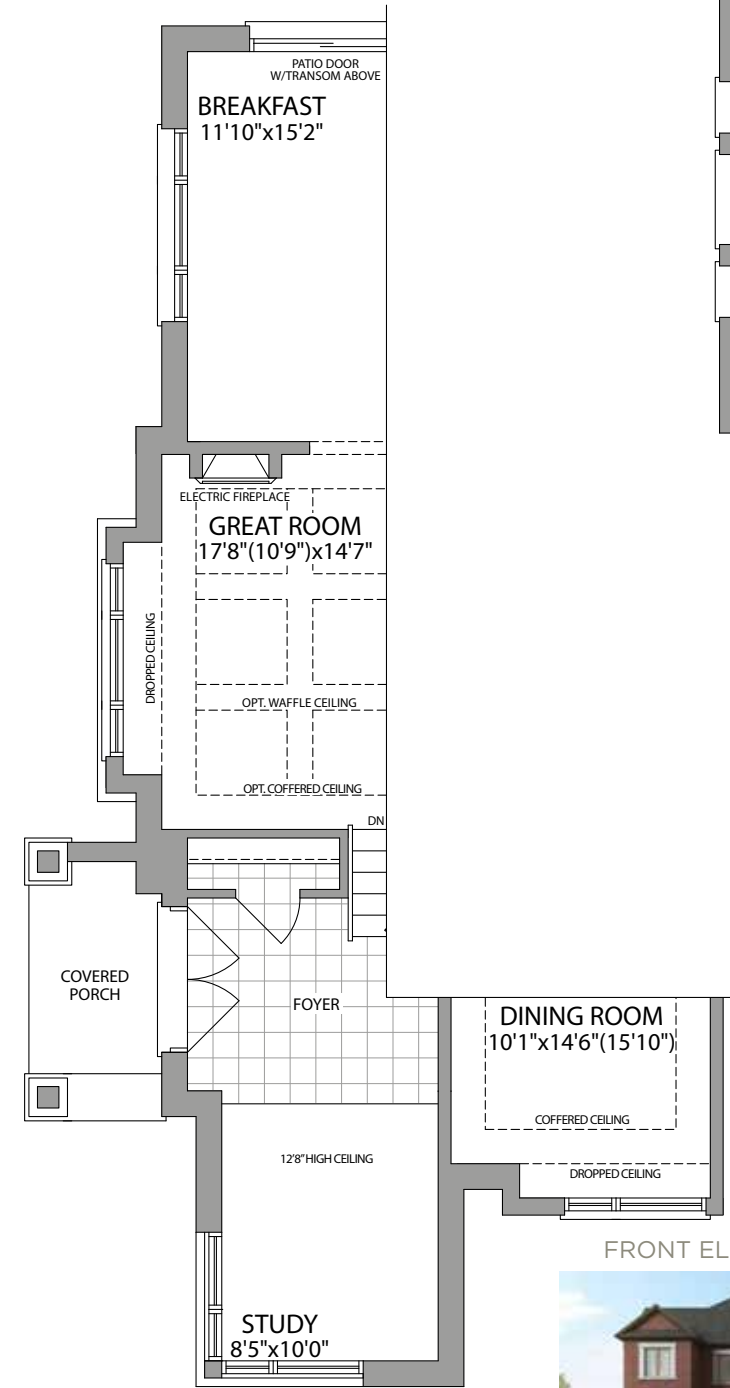 PATIO DOOR
W/TRANSOM ABOVE
BREAKFAST
11'10"x15'2"
ELECTRIC FIREPLACE
GREAT ROOM
17'8"(10'9")x14'7"
DROPPED CEILING
OPT. WAFFLE CEILING
OPT. COFFERED CEILING
DN
COVERED
PORCH
FOYER
DINING ROOM
10'1"x14'6"(15'10")
COFFERED CEILING
12'8" HIGH CEILING
DROPPED CEILING
FRONT EL
STUDY
8'5"x10'0"